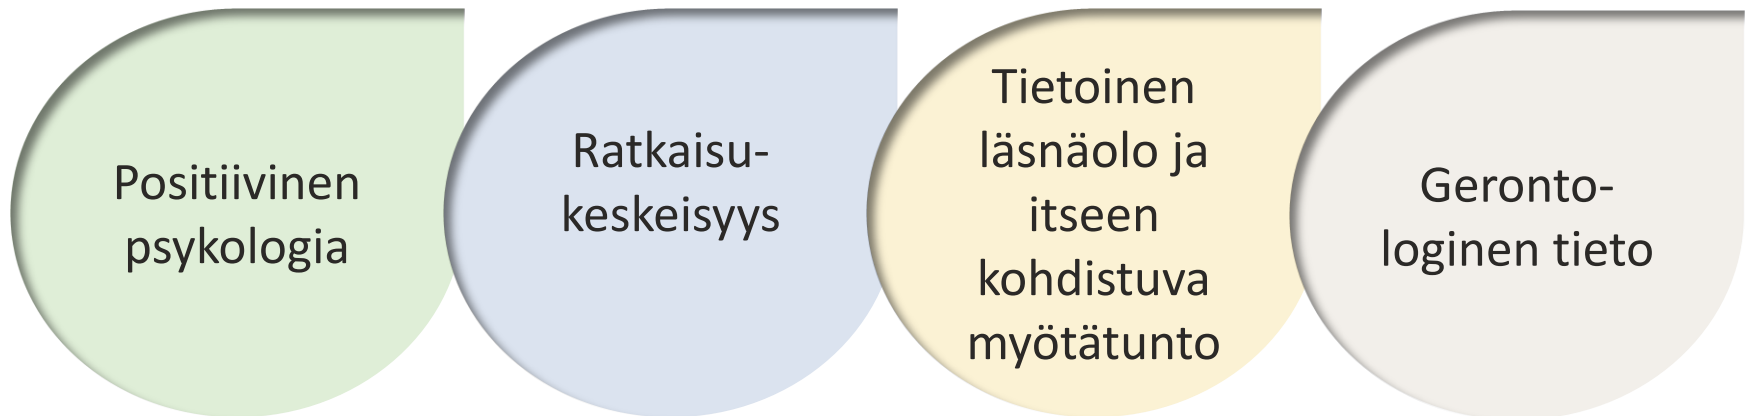 Positiivinen
psykologia
Ratkaisu-
keskeisyys
Tietoinen
läsnäolo ja
itseen
kohdistuva
myötätunto
Geronto-
loginen tieto